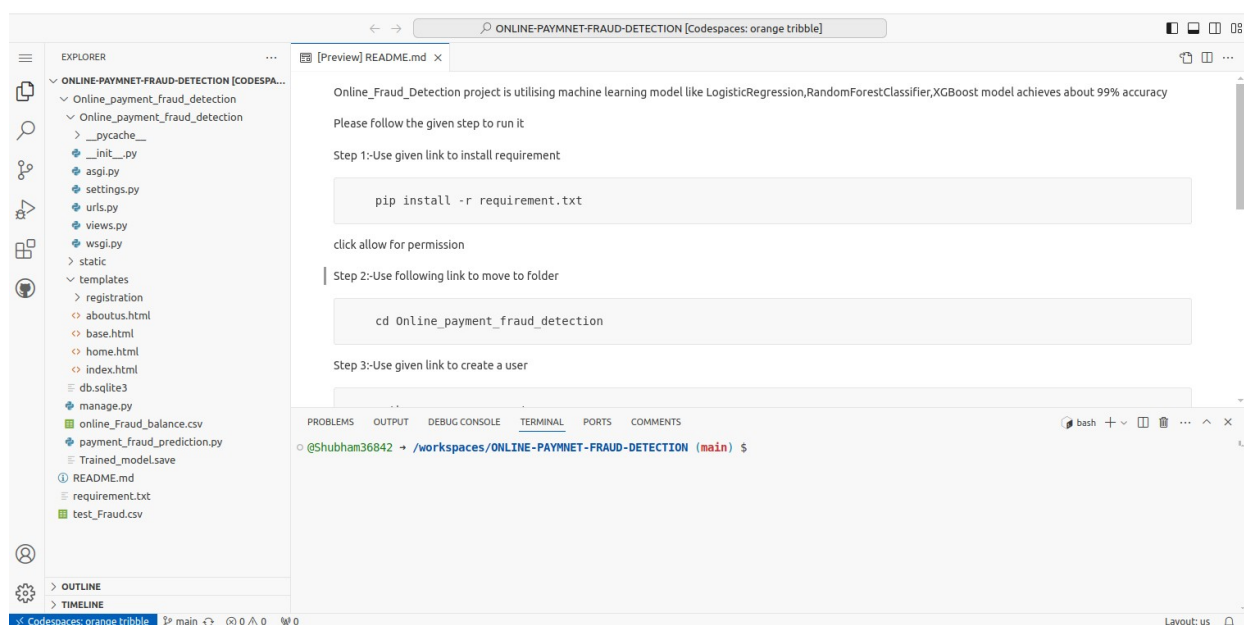 ONLINE-PAYMNET-FRAUD-DETECTION [Codespaces: orange tribble]
EXPLORER
ONLINE-PAYMNET-FRAUD-DETECTION [CODESPA...
Online_payment_fraud_detection
Online_payment_fraud_detection
__pycache__
__init__.py
asgi.py
settings.py
urls.py
views.py
wsgi.py
static
templates
registration
aboutus.html
base.html
home.html
index.html
db.sqlite3
manage.py
online_Fraud_balance.csv
payment_fraud_prediction.py
Trained_model.save
README.md
requirement.txt
test_Fraud.csv
OUTLINE
TIMELINE
[Preview] README.md
Online_Fraud_Detection project is utilising machine learning model like LogisticRegression,RandomForestClassifier,XGBoost model achieves about 99% accuracy
Please follow the given step to run it
Step 1:-Use given link to install requirement
pip install -r requirement.txt
click allow for permission
Step 2:-Use following link to move to folder
cd Online_payment_fraud_detection
Step 3:-Use given link to create a user
PROBLEMS OUTPUT DEBUG CONSOLE TERMINAL PORTS COMMENTS
bash
@Shubham36842 → /workspaces/ONLINE-PAYMNET-FRAUD-DETECTION (main) $
Codespaces: orange tribble main 0 0 0 Layout: us